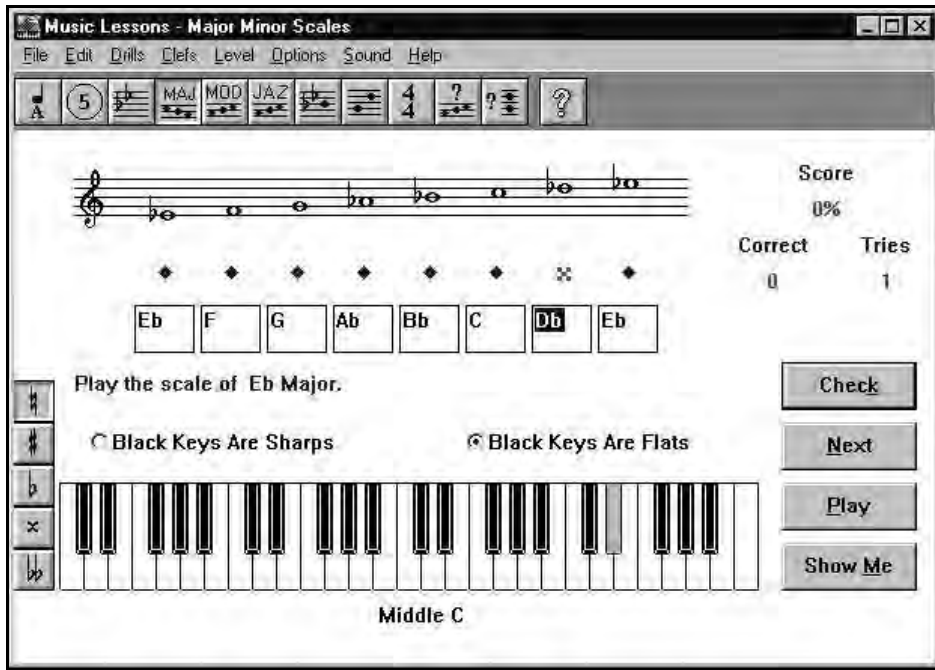 Music Lessons - Major Minor Scales
File Edit Drills Clefs Level Options Sound Help
A 5 MAJ MOD JAZ 4 4 ? ? ?
Score
0%
Correct Tries
0 1
Eb F G Ab Bb C Db Eb
Play the scale of Eb Major.
Check
Black Keys Are Sharps Black Keys Are Flats
Next
Play
Show Me
Middle C